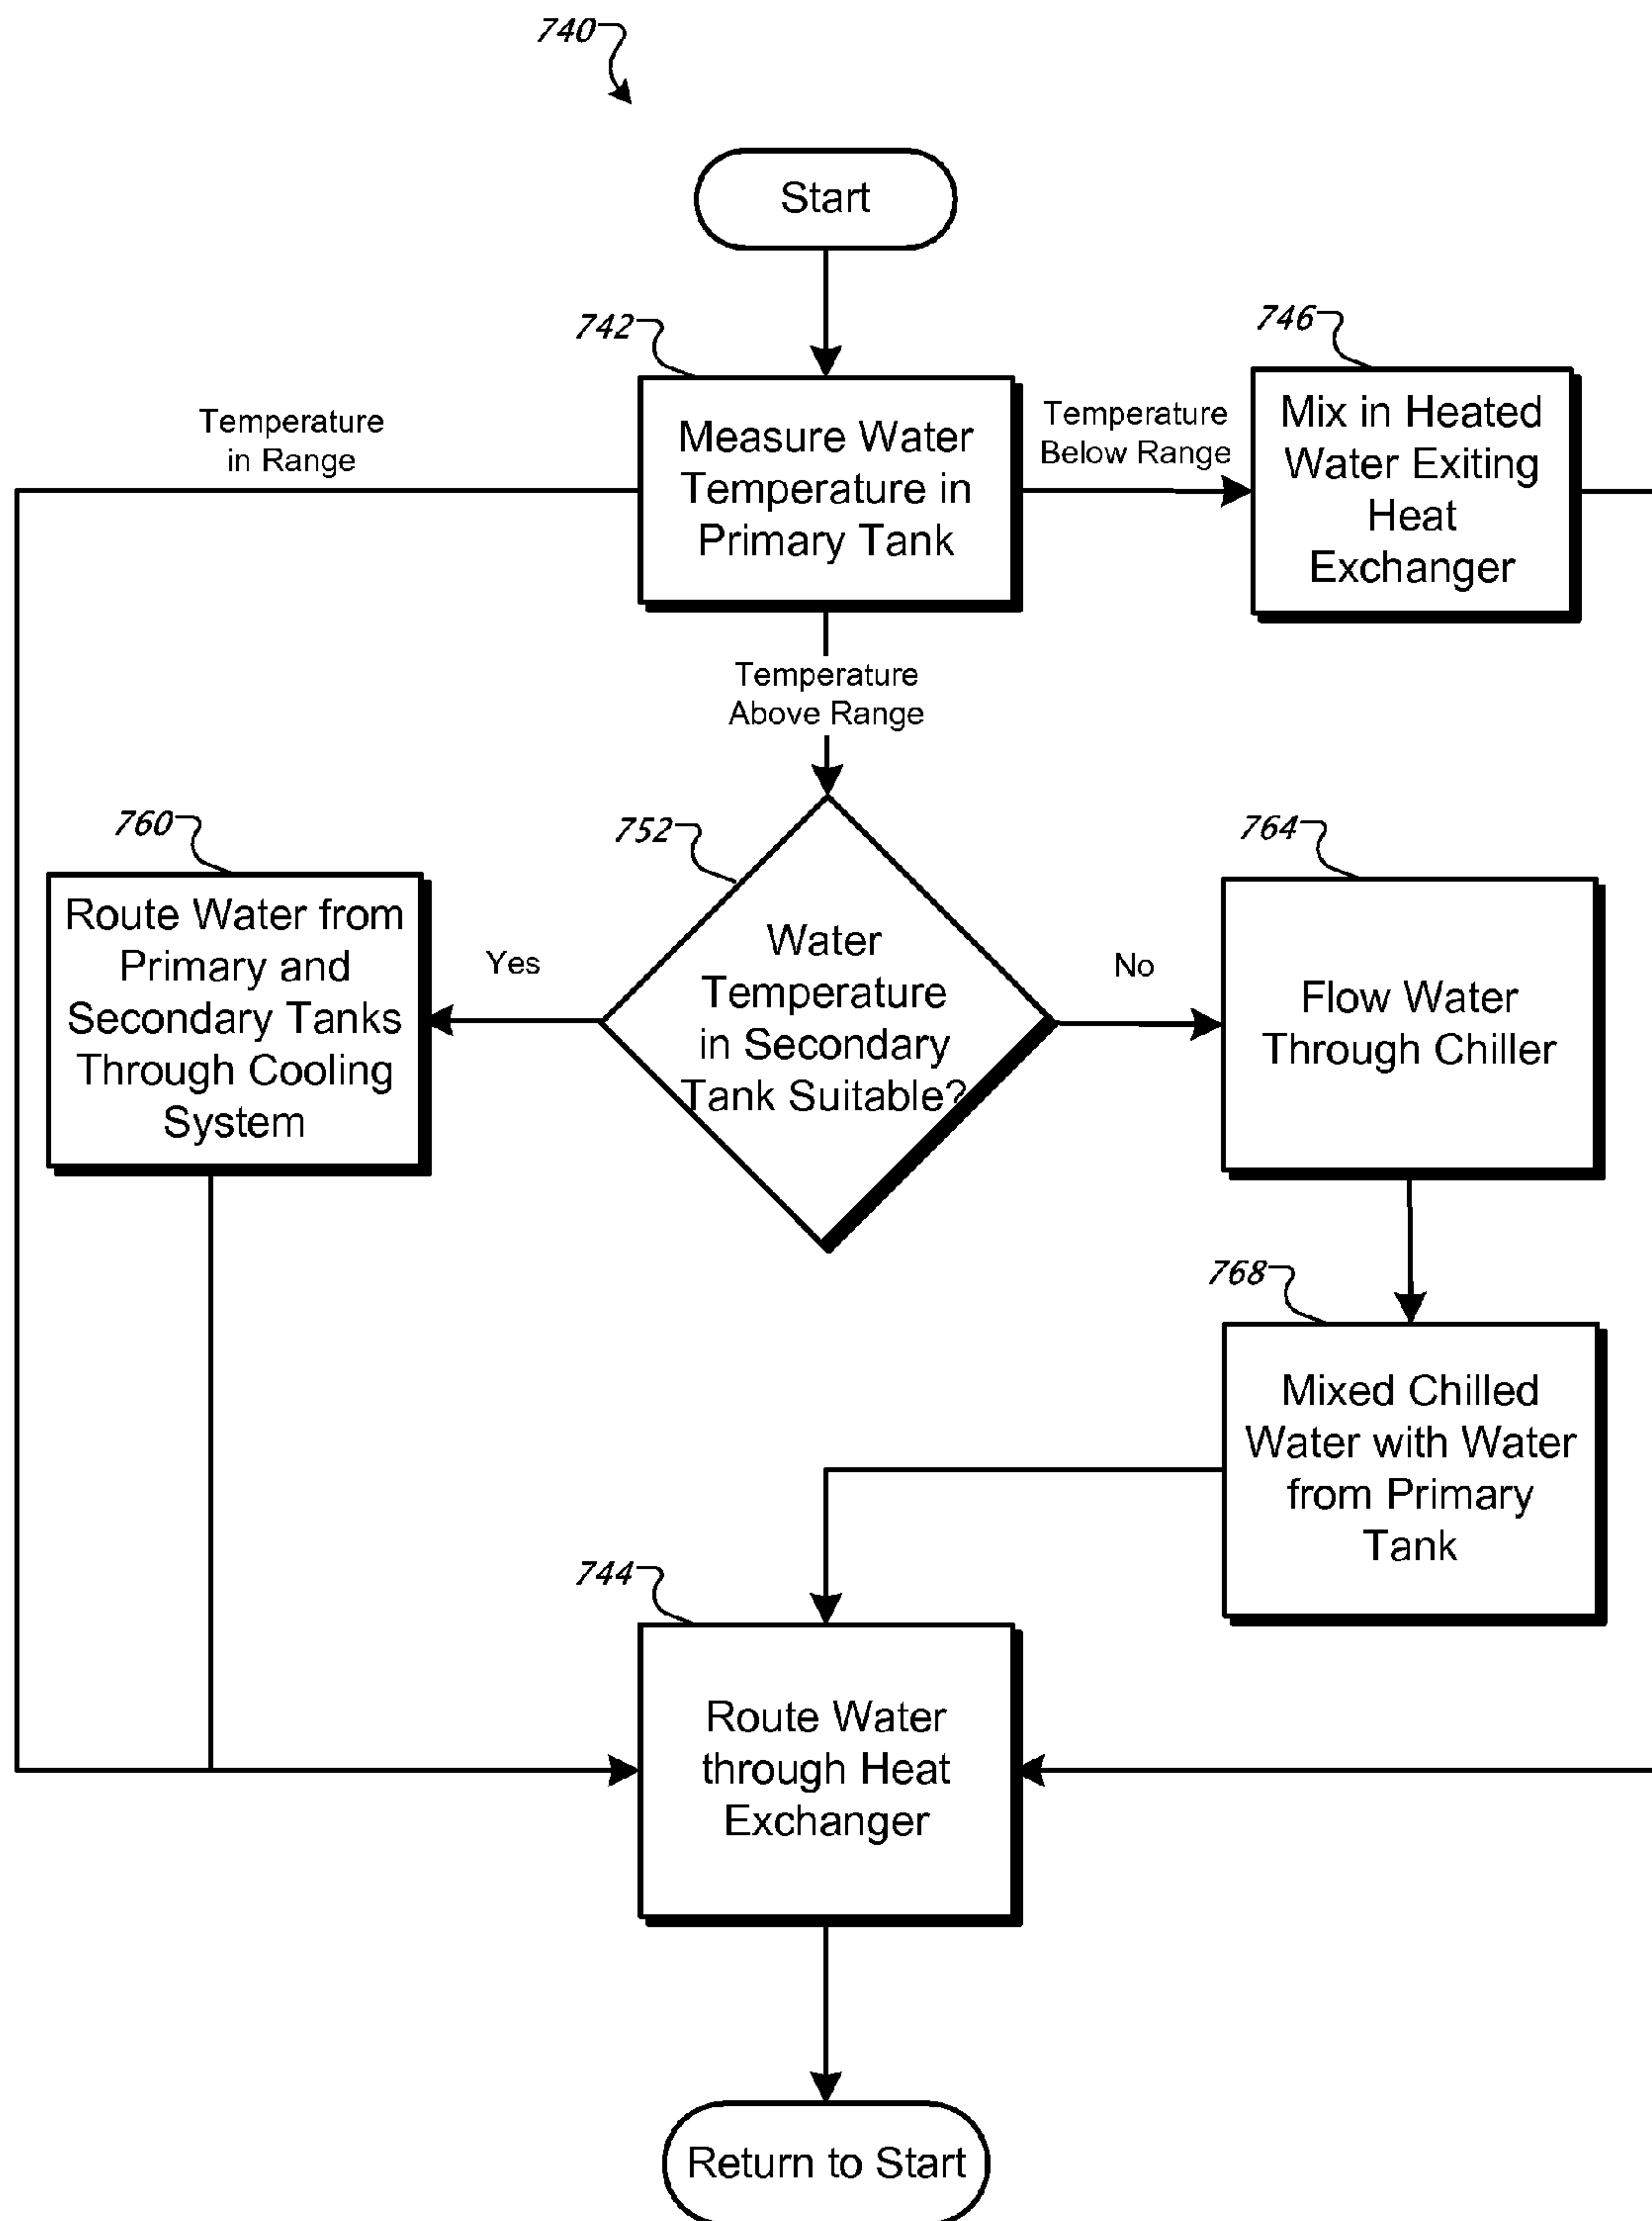 740
Start
742
746
Temperature
in Range
Measure Water
Temperature in
Primary Tank
Temperature
Below Range
Mix in Heated
Water Exiting
Heat
Exchanger
Temperature
Above Range
760
752
764
Route Water from
Primary and
Secondary Tanks
Through Cooling
System
Yes
Water
Temperature
in Secondary
Tank Suitable?
No
Flow Water
Through Chiller
768
Mixed Chilled
Water with Water
from Primary
Tank
744
Route Water
through Heat
Exchanger
Return to Start